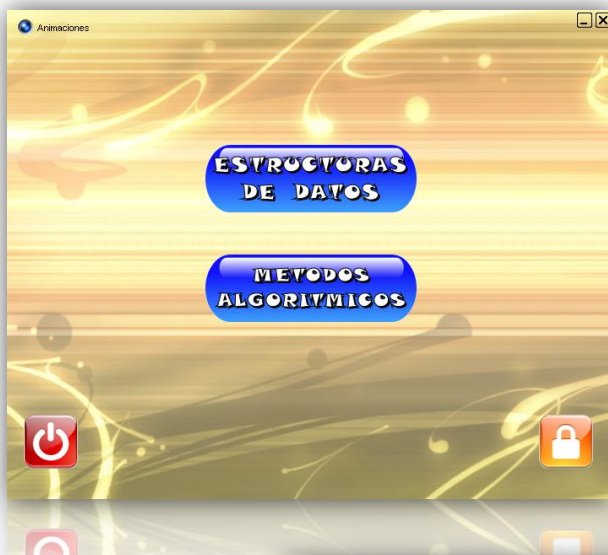 Animaciones
ESTRUCTURAS
DE DATOS
METODOS
ALGORITMICOS